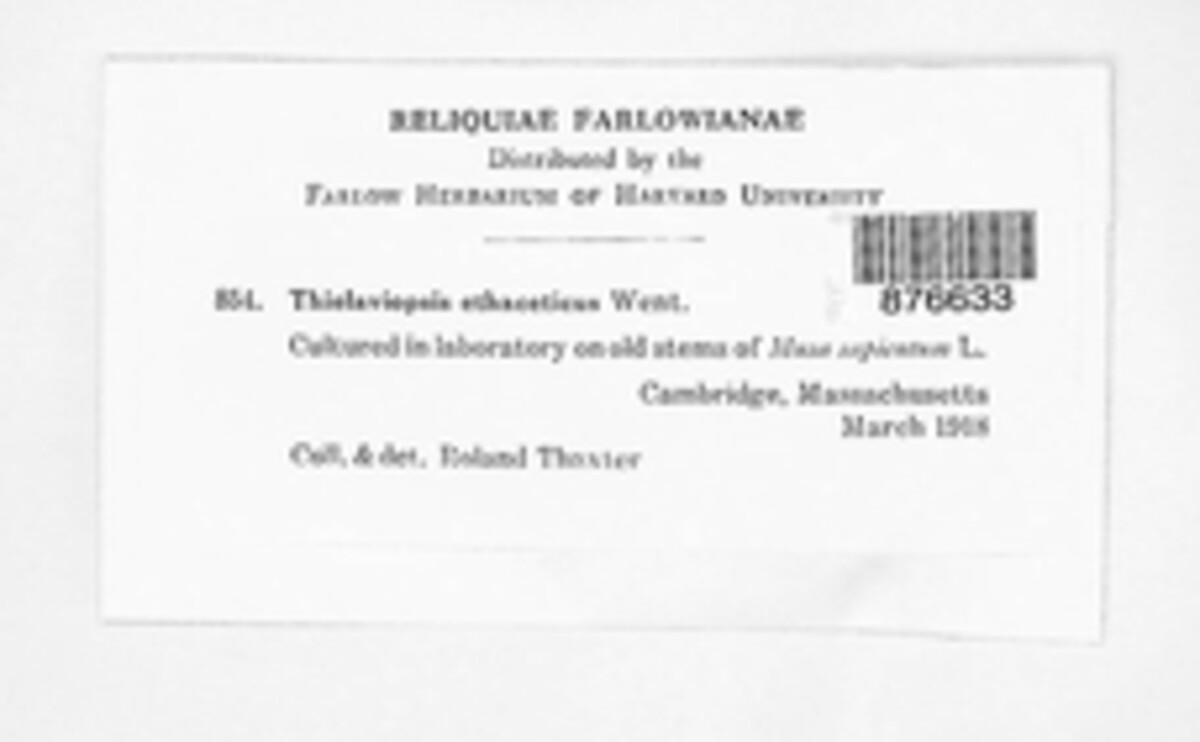 RELIQUIAE FARLOWIANAE
Distributed by the
FARLOW HERBARIUM OF HARVARD UNIVERSITY
876633
854. Thielaviopsis ethaceticus Went.
Cultured in laboratory on old stems of Musa sapientum L.
Cambridge, Massachusetts
March 1918
Coll. & det. Roland Thaxter